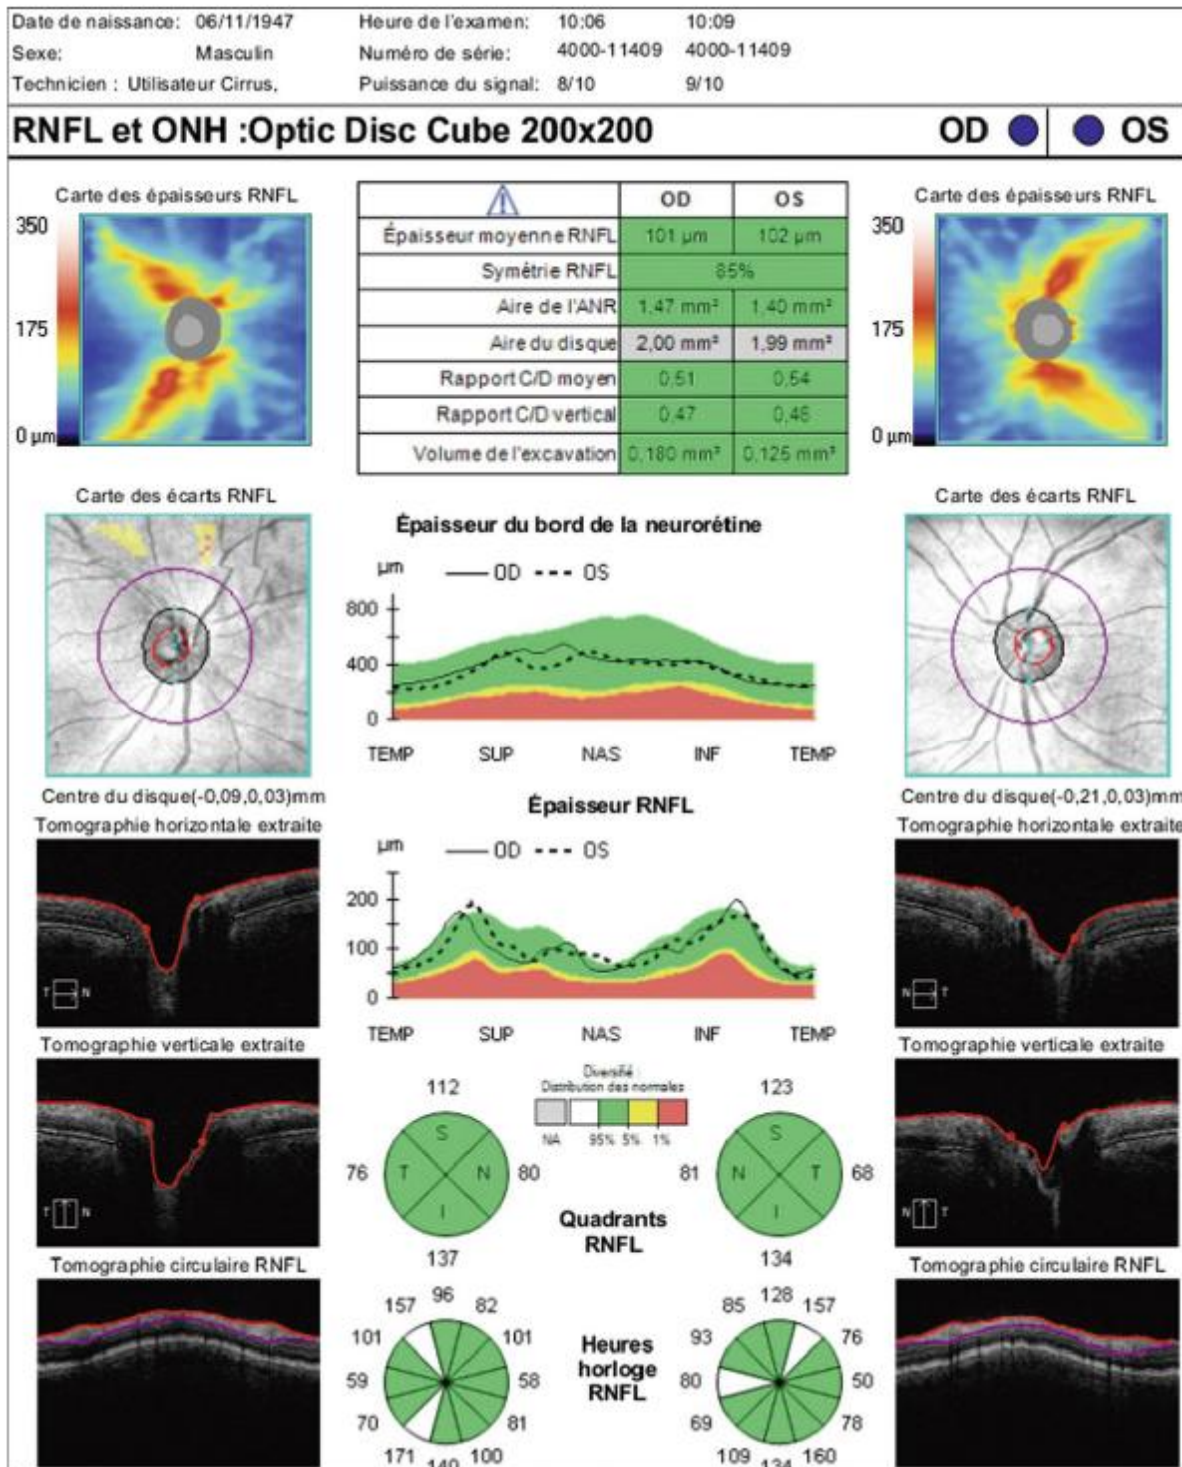 Date de naissance: 06/11/1947 Heure de l'examen: 10:06 10:09
Sexe: Masculin Numéro de série: 4000-11409 4000-11409
Technicien : Utilisateur Cirrus, Puissance du signal: 8/10 9/10
RNFL et ONH :Optic Disc Cube 200x200 OD OS
Carte des épaisseurs RNFL
350
175
0 µm
OD OS
Épaisseur moyenne RNFL 101 µm 102 µm
Symétrie RNFL 85%
Aire de l'ANR 1,47 mm² 1,40 mm²
Aire du disque 2,00 mm² 1,99 mm²
Rapport C/D moyen 0,51 0,54
Rapport C/D vertical 0,47 0,46
Volume de l'excavation 0,180 mm³ 0,125 mm³
Carte des épaisseurs RNFL
350
175
0 µm
Carte des écarts RNFL
Centre du disque(-0,09,0,03)mm
Tomographie horizontale extraite
T N
Tomographie verticale extraite
T N
Tomographie circulaire RNFL
Épaisseur du bord de la neurorétine
µm OD OS
800
400
0
TEMP SUP NAS INF TEMP
Épaisseur RNFL
µm OD OS
200
100
0
TEMP SUP NAS INF TEMP
Diversifié :
Distribution des normales
NA 95% 5% 1%
112
S
76 T N 80
I
137
123
S
81 N T 68
I
134
Quadrants
RNFL
157 96 82
101 101
59 58
70 81
171 140 100
Heures
horloge
RNFL
85 128 157
93 76
80 50
69 78
109 134 160
Carte des écarts RNFL
Centre du disque(-0,21,0,03)mm
Tomographie horizontale extraite
N T
Tomographie verticale extraite
N T
Tomographie circulaire RNFL